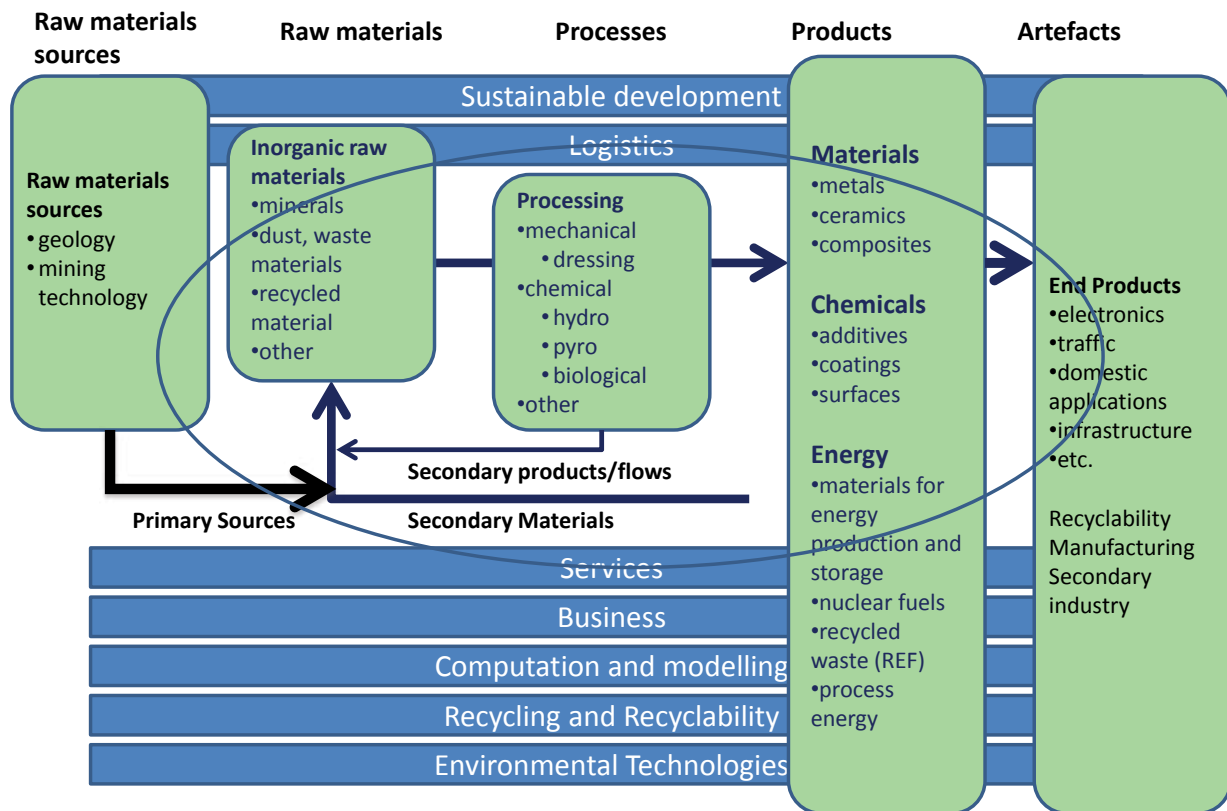 Raw materials
sources
Raw materials
Processes
Products
Artefacts
Sustainable development
Logistics
Raw materials
sources
• geology
• mining
technology
Inorganic raw
materials
•minerals
•dust, waste
materials
•recycled
material
•other
Processing
•mechanical
•dressing
•chemical
•hydro
•pyro
•biological
•other
Materials
•metals
•ceramics
•composites
Chemicals
•additives
•coatings
•surfaces
Energy
•materials for
energy
production and
storage
•nuclear fuels
•recycled
waste (REF)
•process
energy
End Products
•electronics
•traffic
•domestic
applications
•infrastructure
•etc.
Recyclability
Manufacturing
Secondary
industry
Secondary products/flows
Primary Sources
Secondary Materials
Services
Business
Computation and modelling
Recycling and Recyclability
Environmental Technologies